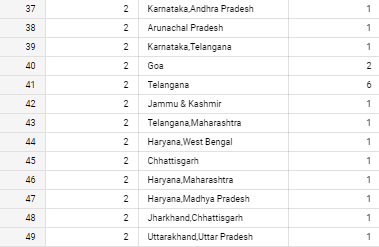 37 2 Karnataka,Andhra Pradesh 1
38 2 Arunachal Pradesh 1
39 2 Karnataka,Telangana 1
40 2 Goa 2
41 2 Telangana 6
42 2 Jammu & Kashmir 1
43 2 Telangana,Maharashtra 1
44 2 Haryana,West Bengal 1
45 2 Chhattisgarh 1
46 2 Haryana,Maharashtra 1
47 2 Haryana,Madhya Pradesh 1
48 2 Jharkhand,Chhattisgarh 1
49 2 Uttarakhand,Uttar Pradesh 1